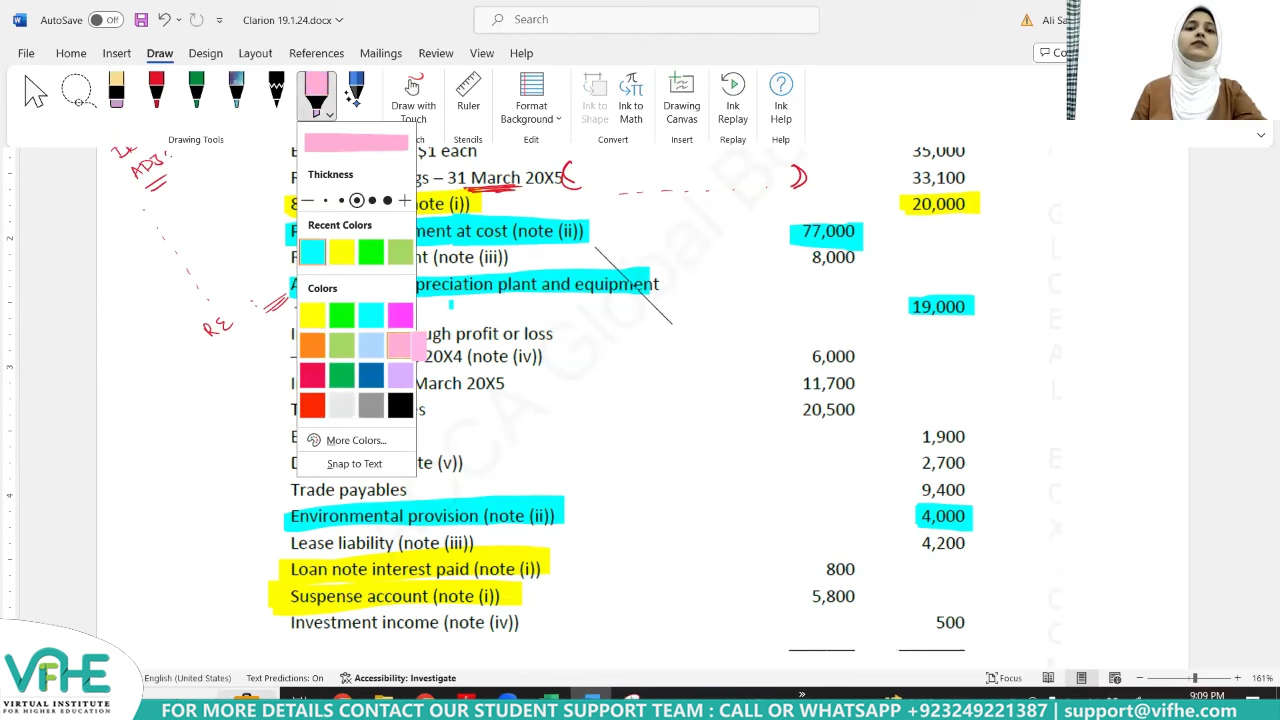 AutoSave Off Clarion 19.1.24.docx Search Ali Sa
File Home Insert Draw Design Layout References Mailings Review View Help Co
Draw with Touch Ruler Format Background Ink to Shape Ink to Math Drawing Canvas Ink Replay Ink Help
Drawing Tools Stencils Edit Convert Insert Replay Help
ADJ:
RE
Thickness
Recent Colors
Colors
More Colors...
Snap to Text
$1 each 35,000
31 March 20X5 33,100
note (i)) 20,000
at cost (note (ii)) 77,000
(note (iii)) 8,000
preciation plant and equipment
19,000
ugh profit or loss
20X4 (note (iv)) 6,000
March 20X5 11,700
20,500
1,900
(v)) 2,700
Trade payables 9,400
Environmental provision (note (ii)) 4,000
Lease liability (note (iii)) 4,200
Loan note interest paid (note (i)) 800
Suspense account (note (i)) 5,800
Investment income (note (iv)) 500
English (United States) Text Predictions: On Accessibility: Investigate Focus 161%
9:09 PM
VIFHE
VIRTUAL INSTITUTE
FOR HIGHER EDUCATION
FOR MORE DETAILS CONTACT OUR STUDENT SUPPORT TEAM : CALL OR WHATSAPP +923249221387 | support@vifhe.com